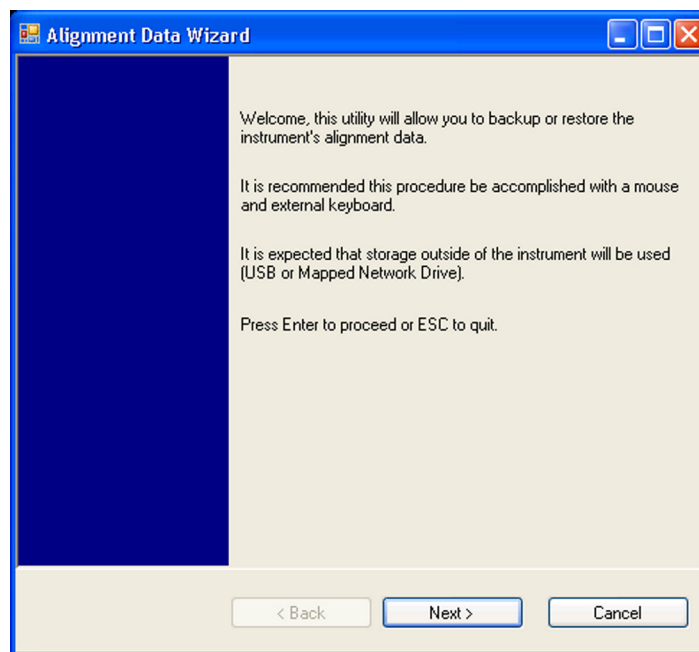 Alignment Data Wizard
Welcome, this utility will allow you to backup or restore the
instrument's alignment data.
It is recommended this procedure be accomplished with a mouse
and external keyboard.
It is expected that storage outside of the instrument will be used
(USB or Mapped Network Drive).
Press Enter to proceed or ESC to quit.
< Back
Next >
Cancel